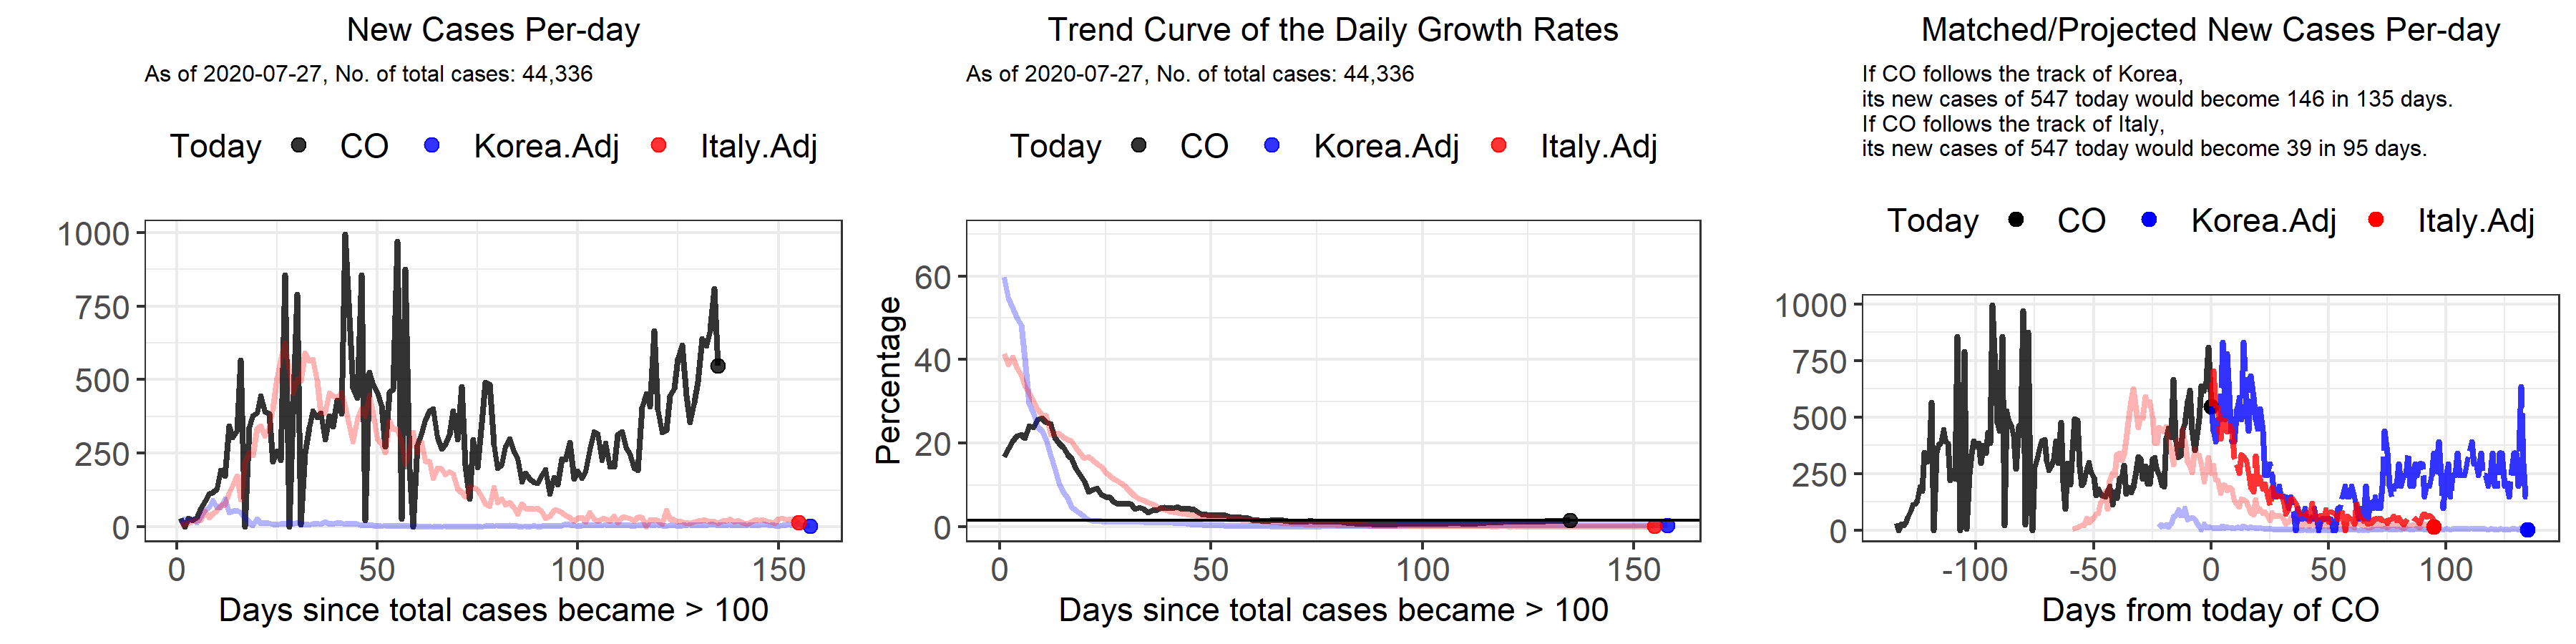 New Cases Per-day
As of 2020-07-27, No. of total cases: 44,336
Today CO Korea.Adj Italy.Adj
1000
750
500
250
0
0 50 100 150
Days since total cases became > 100
Trend Curve of the Daily Growth Rates
As of 2020-07-27, No. of total cases: 44,336
Today CO Korea.Adj Italy.Adj
Percentage
60
40
20
0
0 50 100 150
Days since total cases became > 100
Matched/Projected New Cases Per-day
If CO follows the track of Korea,
its new cases of 547 today would become 146 in 135 days.
If CO follows the track of Italy,
its new cases of 547 today would become 39 in 95 days.
Today CO Korea.Adj Italy.Adj
1000
750
500
250
0
-100 -50 0 50 100
Days from today of CO